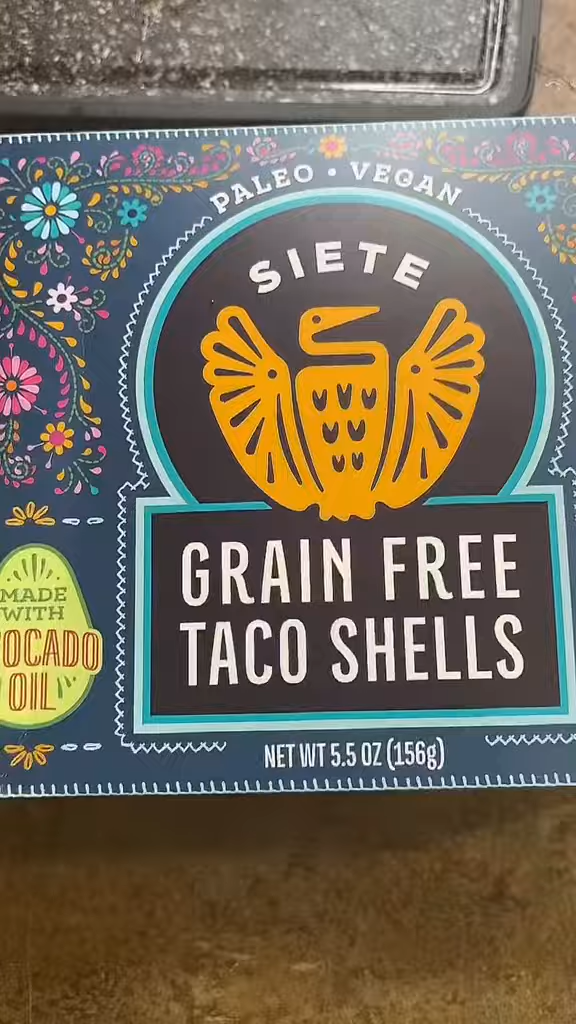 PALEO • VEGAN
SIETE
GRAIN FREE
TACO SHELLS
MADE
WITH
OIL
NET WT 5.5 OZ (156g)